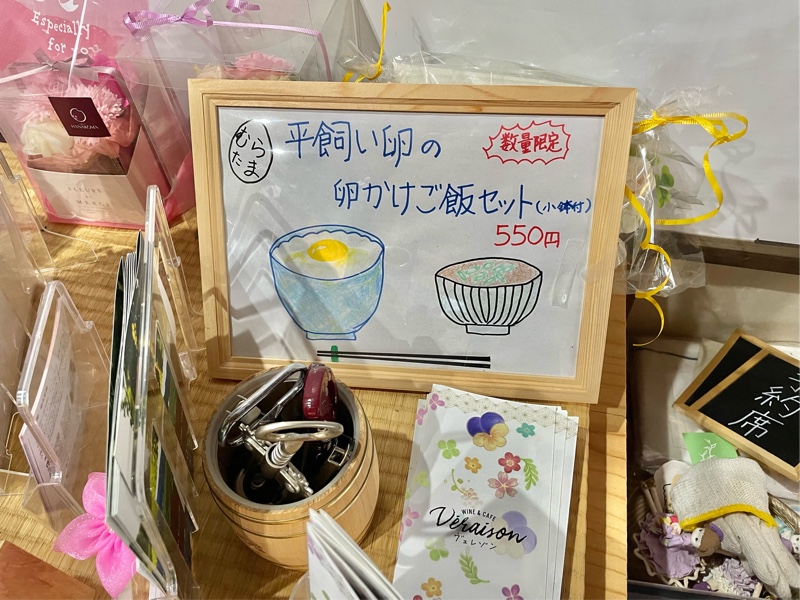 Especially
for you
HANAROMA
むら
たま
平飼い卵の
数量限定
卵かけご飯セット(小鉢付)
550円
WINE & CAFE
Véraison
ヴェレゾン
予約席